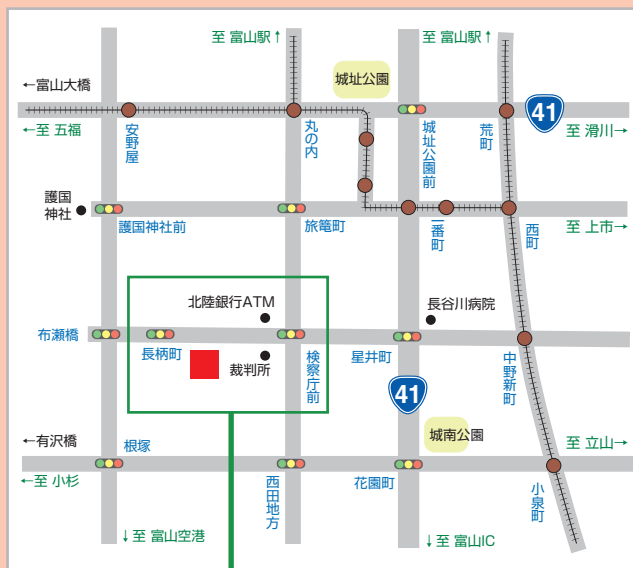 至 富山駅↑
至 富山駅↑
城址公園
←富山大橋
41
←至 五福
安野屋
丸の内
城址公園前
荒町
至 滑川→
護国
神社
護国神社前
旅篭町
一番町
西町
至 上市→
北陸銀行ATM
長谷川病院
布瀬橋
長柄町
裁判所
検察庁前
星井町
中野新町
41
←有沢橋
根塚
城南公園
至 立山→
←至 小杉
西田地方
花園町
小泉町
↓至 富山空港
↓至 富山IC